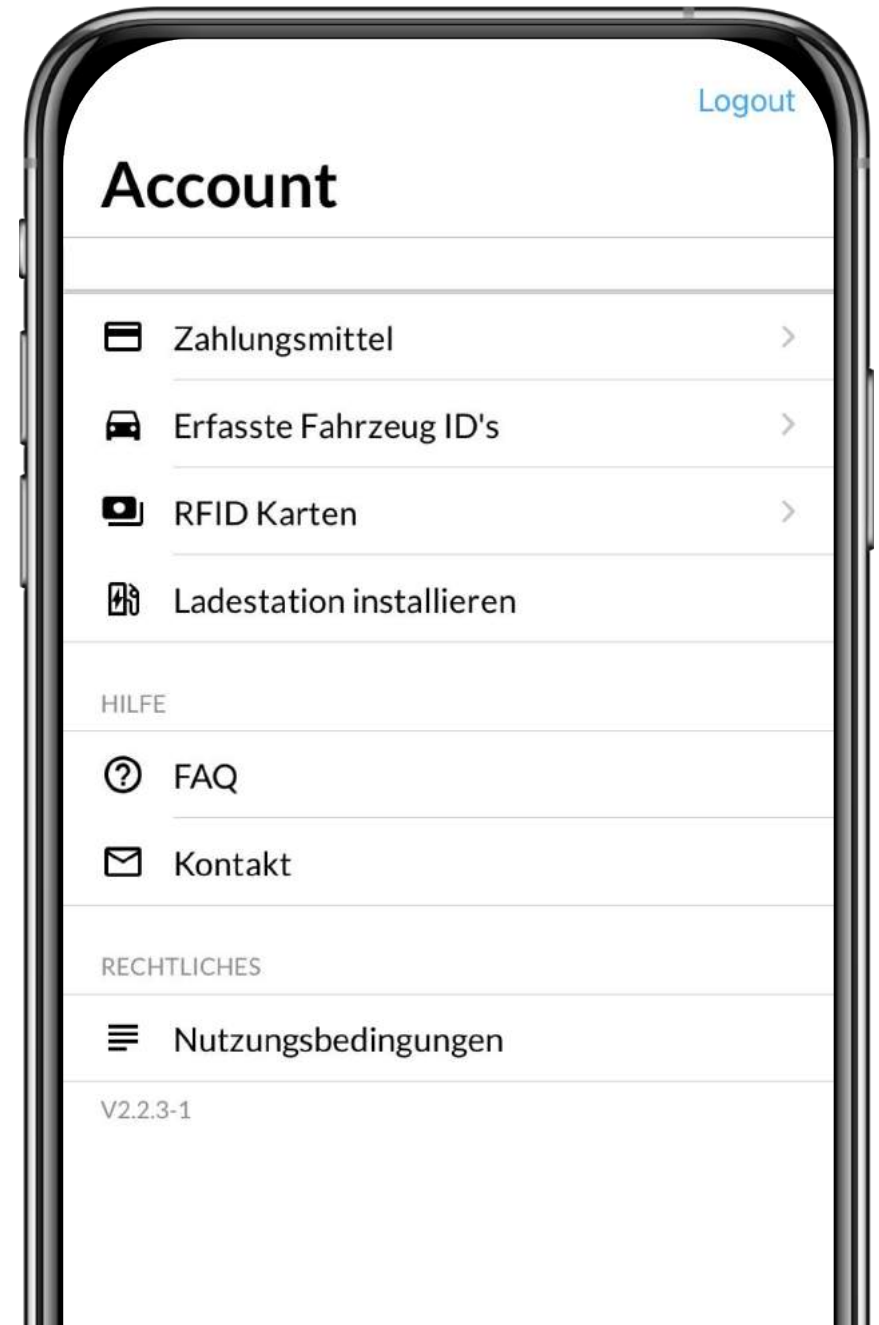 Logout
Account
Zahlungsmittel
Erfasste Fahrzeug ID's
RFID Karten
Ladestation installieren
HILFE
FAQ
Kontakt
RECHTLICHES
Nutzungsbedingungen
V2.2.3-1